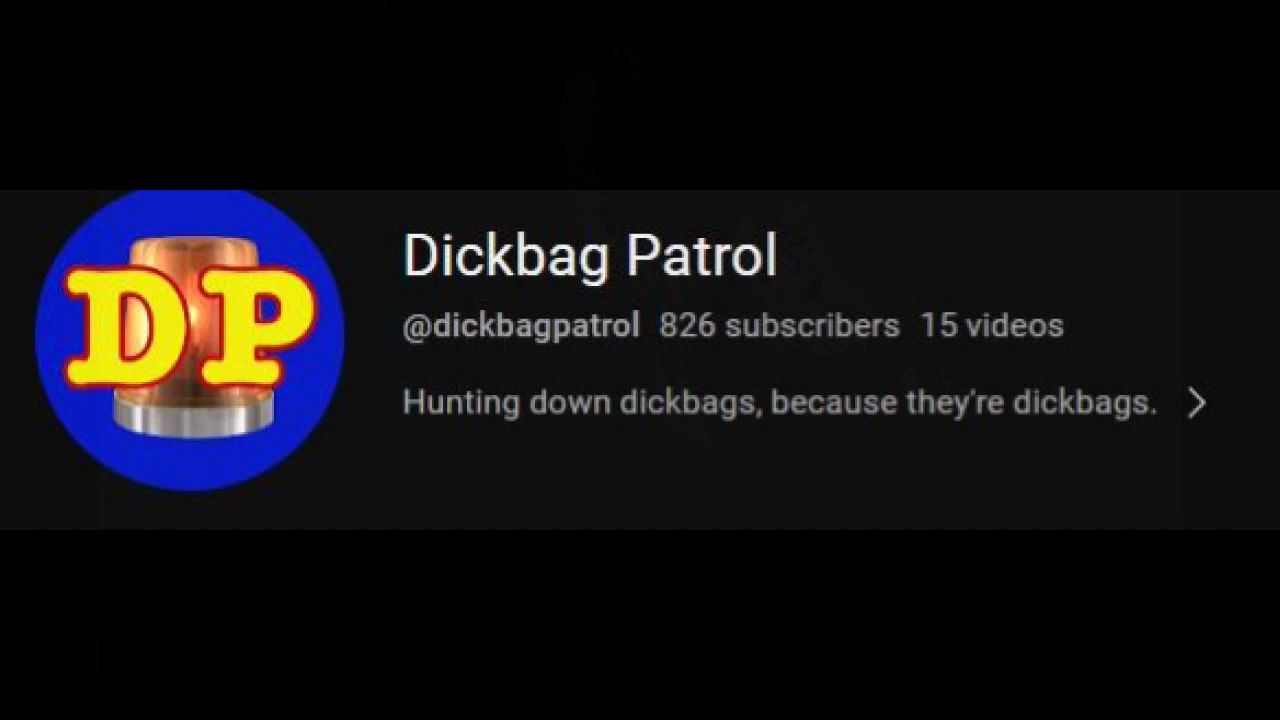 DP
Dickbag Patrol
@dickbagpatrol 826 subscribers 15 videos
Hunting down dickbags, because they're dickbags.